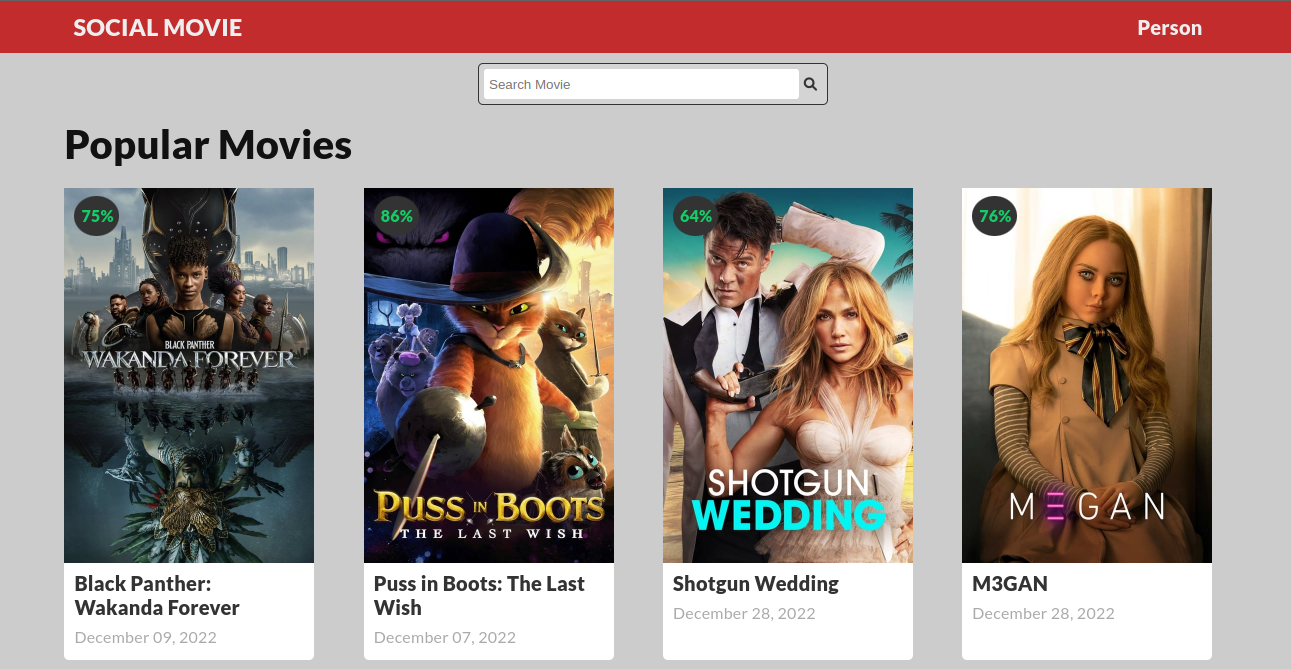 SOCIAL MOVIE
Person
Search Movie
Popular Movies
75%
86%
64%
76%
BLACK PANTHER
WAKANDA FOREVER
PUSS IN BOOTS
THE LAST WISH
SHOTGUN
WEDDING
MƎGAN
Black Panther:
Wakanda Forever
December 09, 2022
Puss in Boots: The Last
Wish
December 07, 2022
Shotgun Wedding
December 28, 2022
M3GAN
December 28, 2022